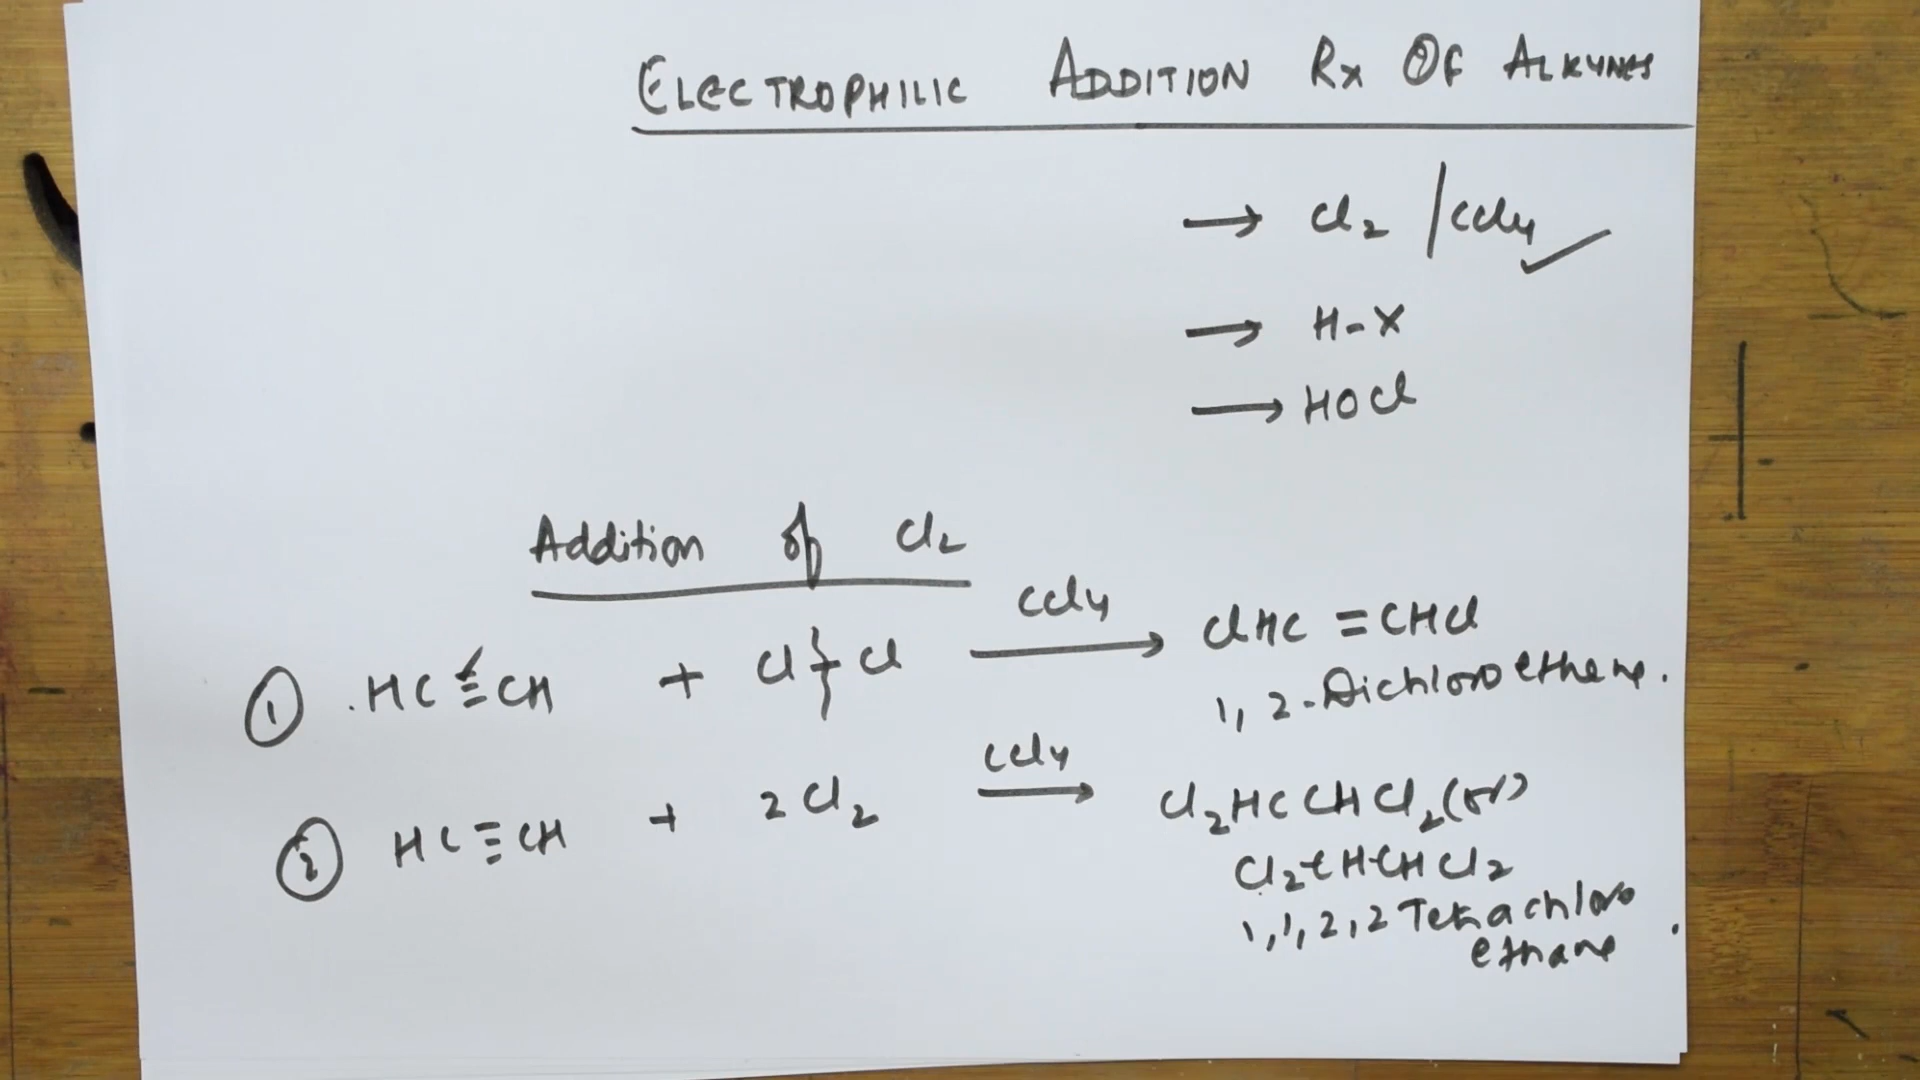 ELECTROPHILIC ADDITION Rx OF ALKYNES
→ Cl2 /CCl4 ✓
→ H-X
→ HOCl
Addition of Cl2
① HC≡CH + Cl-Cl CCl4 → ClHC=CHCl
1, 2-Dichloroethene.
② HC≡CH + 2Cl2 CCl4 → Cl2HCCHCl2 (or)
Cl2CHCHCl2
1,1,2,2 Tetrachloro
ethane.